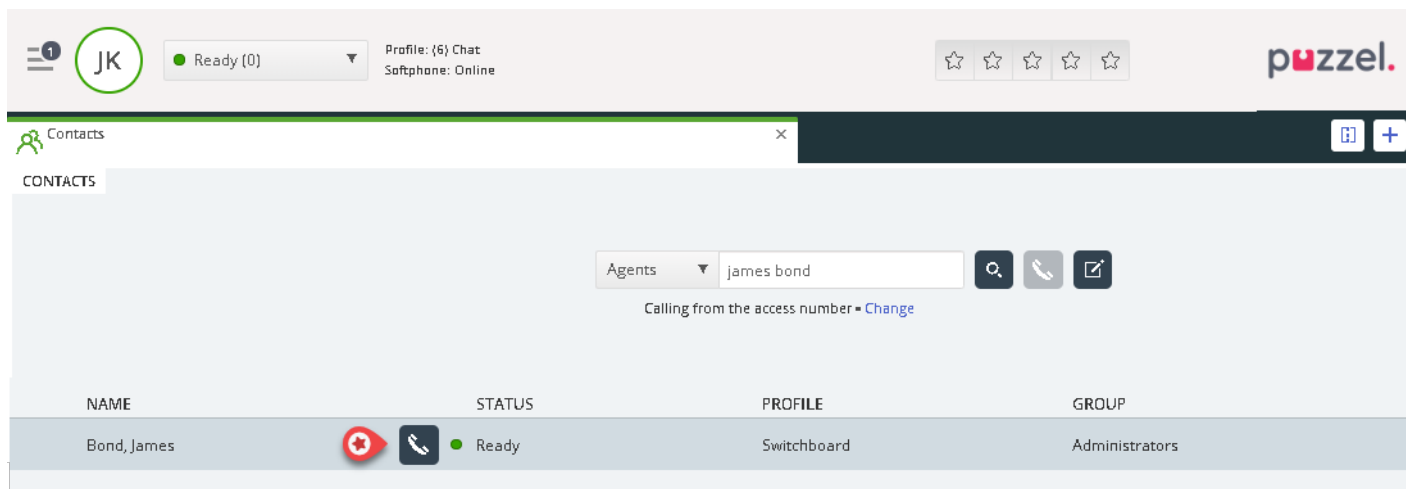 1
JK
Ready (0)
Profile: (6) Chat
Softphone: Online
puzzel.
Contacts
CONTACTS
Agents
james bond
Calling from the access number - Change
NAME STATUS PROFILE GROUP
Bond, James Ready Switchboard Administrators